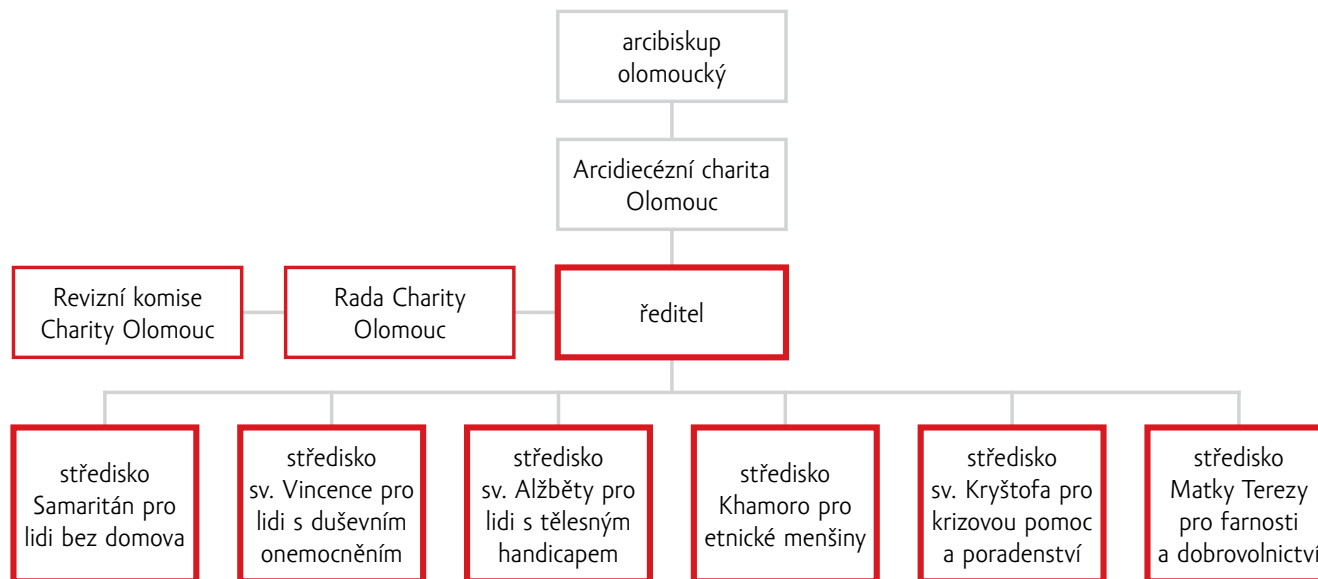 arcibiskup
olomoucký
Arcidiecézní charita
Olomouc
Revizní komise
Charity Olomouc
Rada Charity
Olomouc
ředitel
středisko
Samaritán pro
lidi bez domova
středisko
sv. Vincence pro
lidi s duševním
onemocněním
středisko
sv. Alžběty pro
lidi s tělesným
handicapem
středisko
Khamoro pro
etnické menšiny
středisko
sv. Kryštofa pro
krizovou pomoc
a poradenství
středisko
Matky Terezy
pro farnosti
a dobrovolnictví